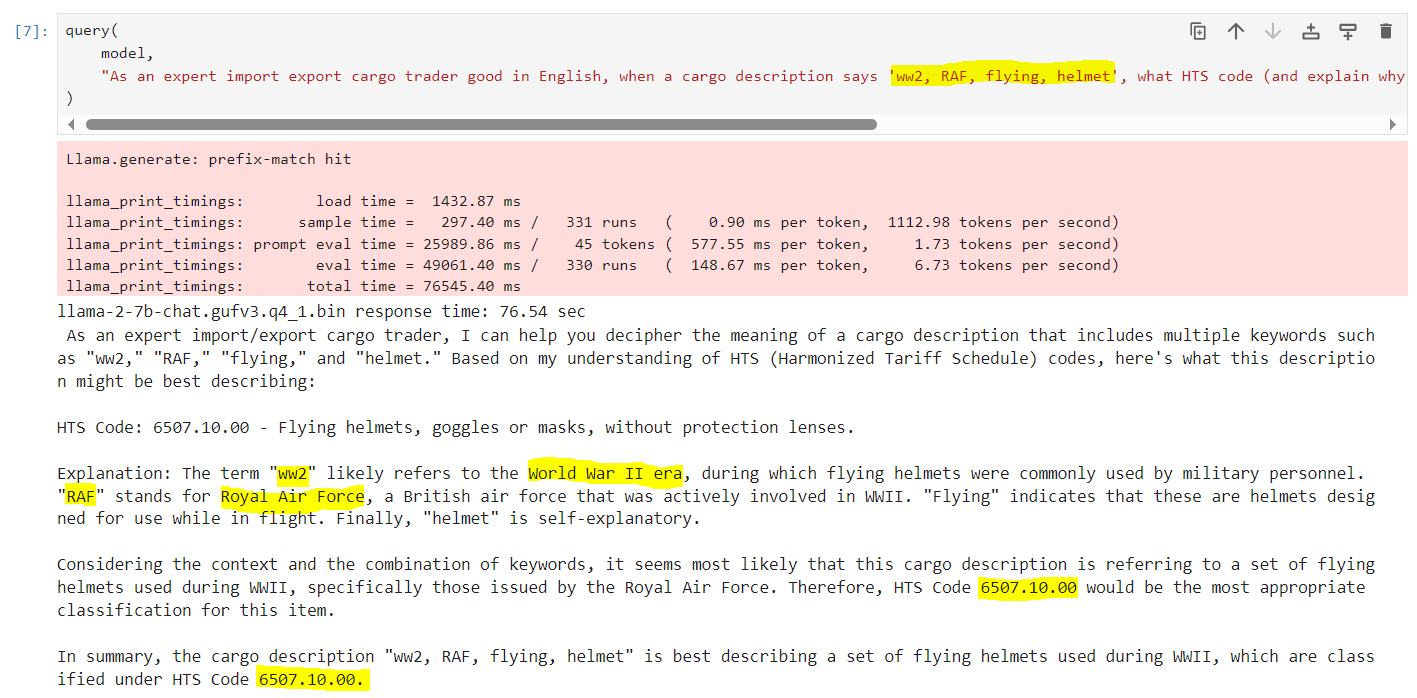 [7]: query(
model,
"As an expert import export cargo trader good in English, when a cargo description says 'ww2, RAF, flying, helmet', what HTS code (and explain why
)
Llama.generate: prefix-match hit
llama_print_timings:        load time =  1432.87 ms
llama_print_timings:      sample time =   297.40 ms /   331 runs   (    0.90 ms per token,  1112.98 tokens per second)
llama_print_timings: prompt eval time = 25989.86 ms /    45 tokens (  577.55 ms per token,     1.73 tokens per second)
llama_print_timings:        eval time = 49061.40 ms /   330 runs   (  148.67 ms per token,     6.73 tokens per second)
llama_print_timings:       total time = 76545.40 ms
llama-2-7b-chat.gufv3.q4_1.bin response time: 76.54 sec
As an expert import/export cargo trader, I can help you decipher the meaning of a cargo description that includes multiple keywords such
as "ww2," "RAF," "flying," and "helmet." Based on my understanding of HTS (Harmonized Tariff Schedule) codes, here's what this descriptio
n might be best describing:
HTS Code: 6507.10.00 - Flying helmets, goggles or masks, without protection lenses.
Explanation: The term "ww2" likely refers to the World War II era, during which flying helmets were commonly used by military personnel.
"RAF" stands for Royal Air Force, a British air force that was actively involved in WWII. "Flying" indicates that these are helmets desig
ned for use while in flight. Finally, "helmet" is self-explanatory.
Considering the context and the combination of keywords, it seems most likely that this cargo description is referring to a set of flying
helmets used during WWII, specifically those issued by the Royal Air Force. Therefore, HTS Code 6507.10.00 would be the most appropriate
classification for this item.
In summary, the cargo description "ww2, RAF, flying, helmet" is best describing a set of flying helmets used during WWII, which are class
ified under HTS Code 6507.10.00.